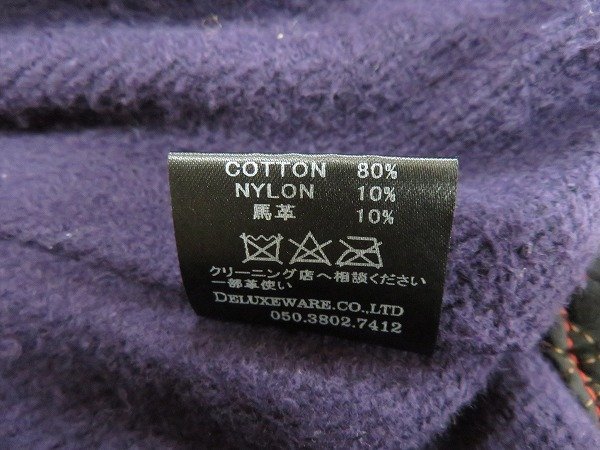 COTTON 80%
NYLON 10%
馬革 10%
クリーニング店へ相談ください
一部革使い
DELUXEWARE.CO.,LTD
050.3802.7412